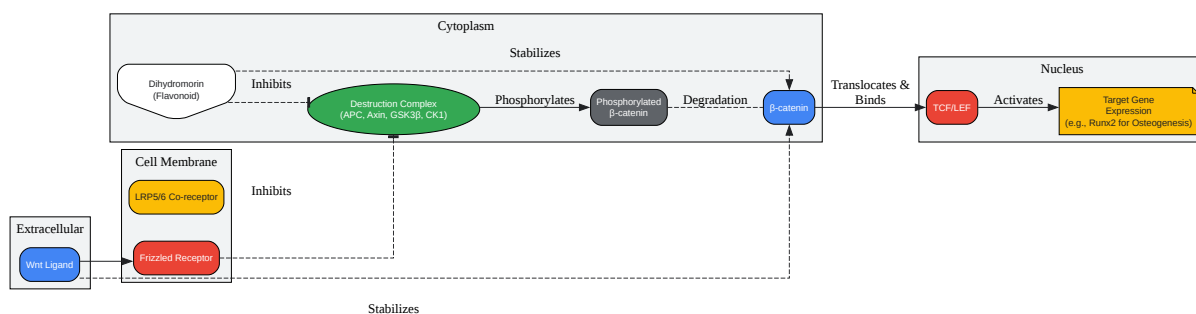 Cytoplasm
Stabilizes
Dihydromorin
(Flavonoid)
Inhibits
Destruction Complex
(APC, Axin, GSK3β, CK1)
Phosphorylates
Phosphorylated
β-catenin
Degradation
β-catenin
Translocates &
Binds
Nucleus
TCF/LEF
Activates
Target Gene
Expression
(e.g., Runx2 for Osteogenesis)
Cell Membrane
LRP5/6 Co-receptor
Inhibits
Frizzled Receptor
Extracellular
Wnt Ligand
Stabilizes